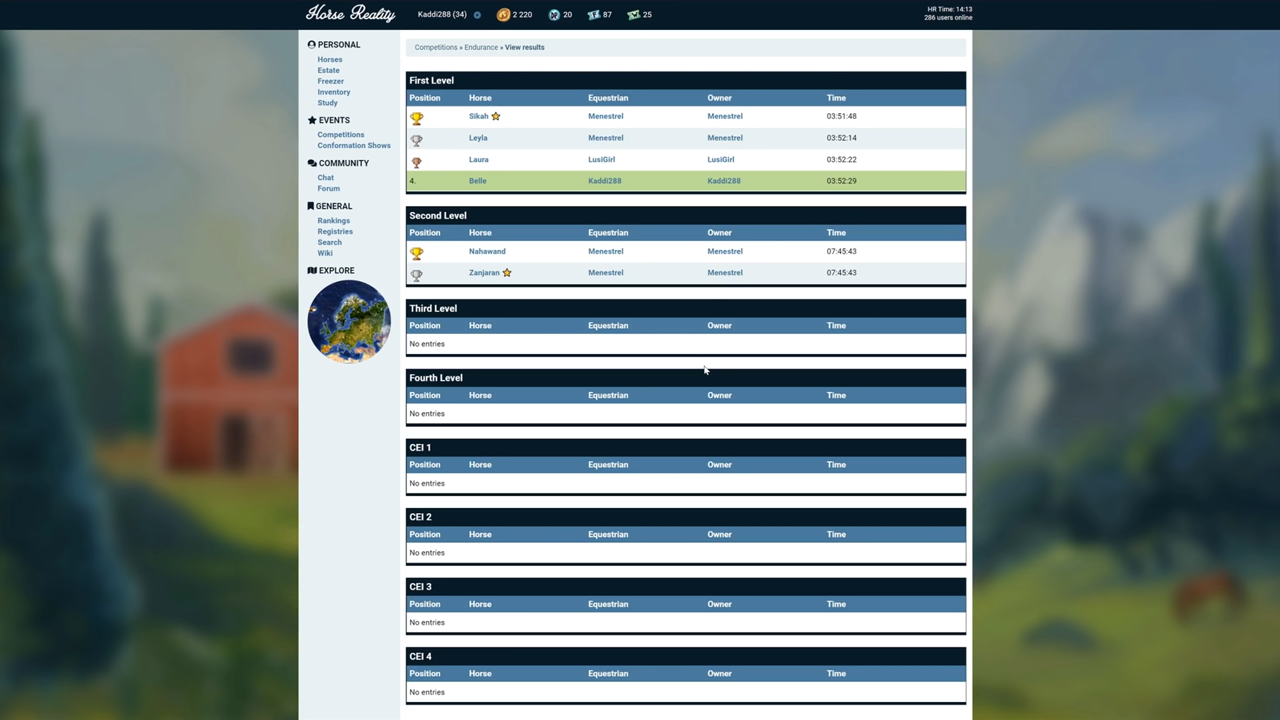 Horse Reality Kaddi288 (34) 2 220 20 87 25 HR Time: 14:13
286 users online
PERSONAL
Horses
Estate
Freezer
Inventory
Study
EVENTS
Competitions
Conformation Shows
COMMUNITY
Chat
Forum
GENERAL
Rankings
Registries
Search
Wiki
EXPLORE
Competitions » Endurance » View results
First Level
Position Horse Equestrian Owner Time
Sikah Menestrel Menestrel 03:51:48
Leyla Menestrel Menestrel 03:52:14
Laura LusiGirl LusiGirl 03:52:22
4. Belle Kaddi288 Kaddi288 03:52:29
Second Level
Position Horse Equestrian Owner Time
Nahawand Menestrel Menestrel 07:45:43
Zanjaran Menestrel Menestrel 07:45:43
Third Level
Position Horse Equestrian Owner Time
No entries
Fourth Level
Position Horse Equestrian Owner Time
No entries
CEI 1
Position Horse Equestrian Owner Time
No entries
CEI 2
Position Horse Equestrian Owner Time
No entries
CEI 3
Position Horse Equestrian Owner Time
No entries
CEI 4
Position Horse Equestrian Owner Time
No entries